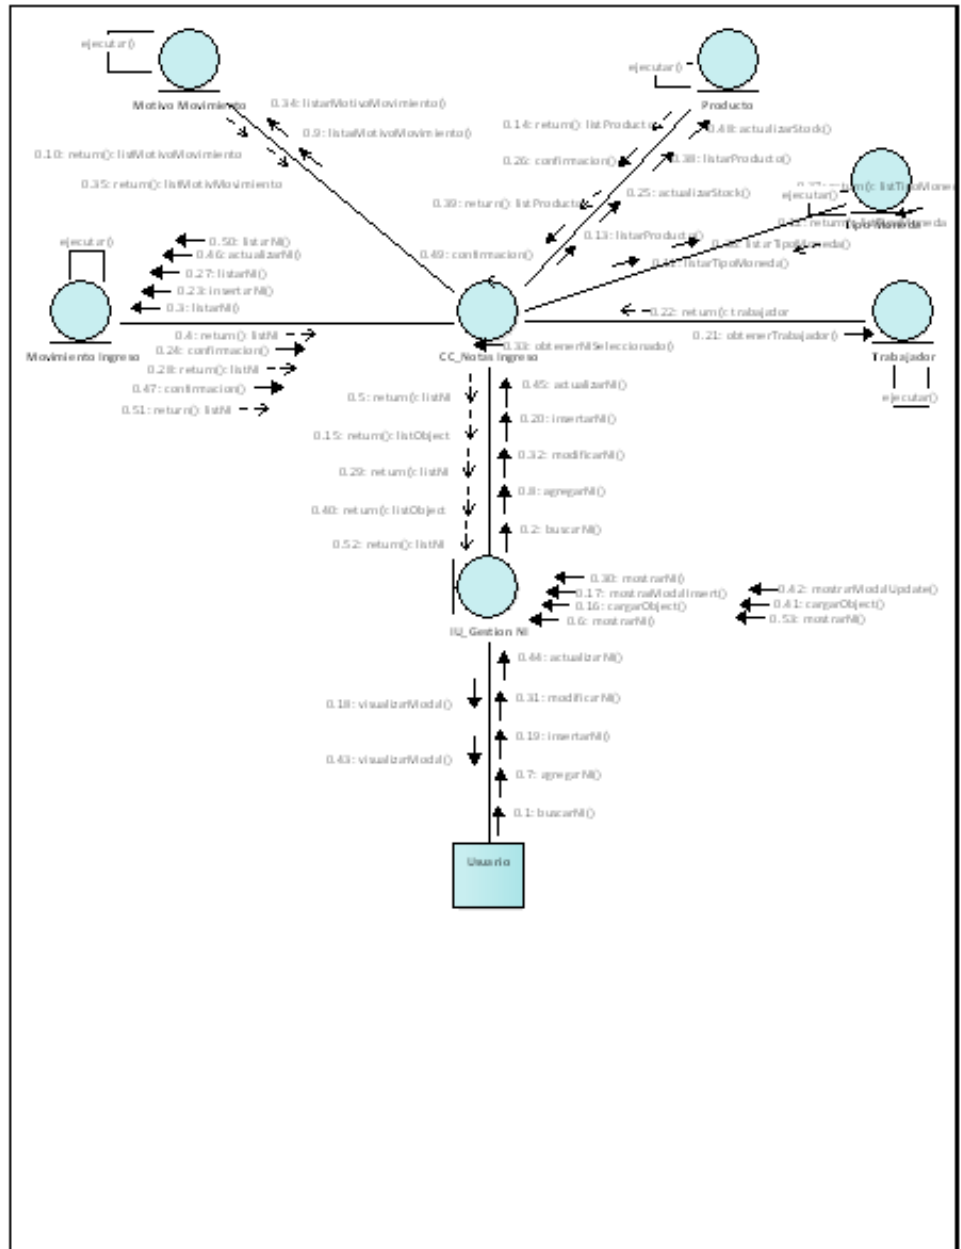 ejecutar()
Motivo Movimiento
0.34: listarMotivoMovimiento()
0.9: listarMotivoMovimiento()
0.10: return(): listMotivoMovimiento
0.35: return(): listMotivMovimiento
ejecutar()
Producto
0.14: return(): listProducto
0.48: actualizarStock()
0.26: confirmacion()
0.38: listarProducto()
0.39: return(): listProducto
0.25: actualizarStock()
0.13: listarProducto()
0.49: confirmacion()
ejecutar()
Tipo Moneda
listarTipoMoneda()
listarTipoMoneda()
ejecutar()
0.50: listarNI()
0.46: actualizarNI()
0.27: listarNI()
0.23: insertarNI()
0.3: listarNI()
Movimiento Ingreso
0.4: return(): listNI
0.24: confirmacion()
0.28: return(): listNI
0.47: confirmacion()
0.51: return(): listNI
0.33: obtenerNISeleccionado()
CC_Notas Ingreso
0.22: return(): trabajador
0.21: obtenerTrabajador()
Trabajador
ejecutar()
0.5: return(): listNI
0.15: return(): listObject
0.29: return(): listNI
0.40: return(): listObject
0.52: return(): listNI
0.45: actualizarNI()
0.20: insertarNI()
0.32: modificarNI()
0.8: agregarNI()
0.2: buscarNI()
IU_Gestion NI
0.30: mostrarNI()
0.17: mostraModalInsert()
0.16: cargarObject()
0.6: mostrarNI()
0.42: mostrarModalUpdate()
0.41: cargarObject()
0.53: mostrarNI()
0.44: actualizarNI()
0.18: visualizarModal()
0.31: modificarNI()
0.19: insertarNI()
0.43: visualizarModal()
0.7: agregarNI()
0.1: buscarNI()
Usuario